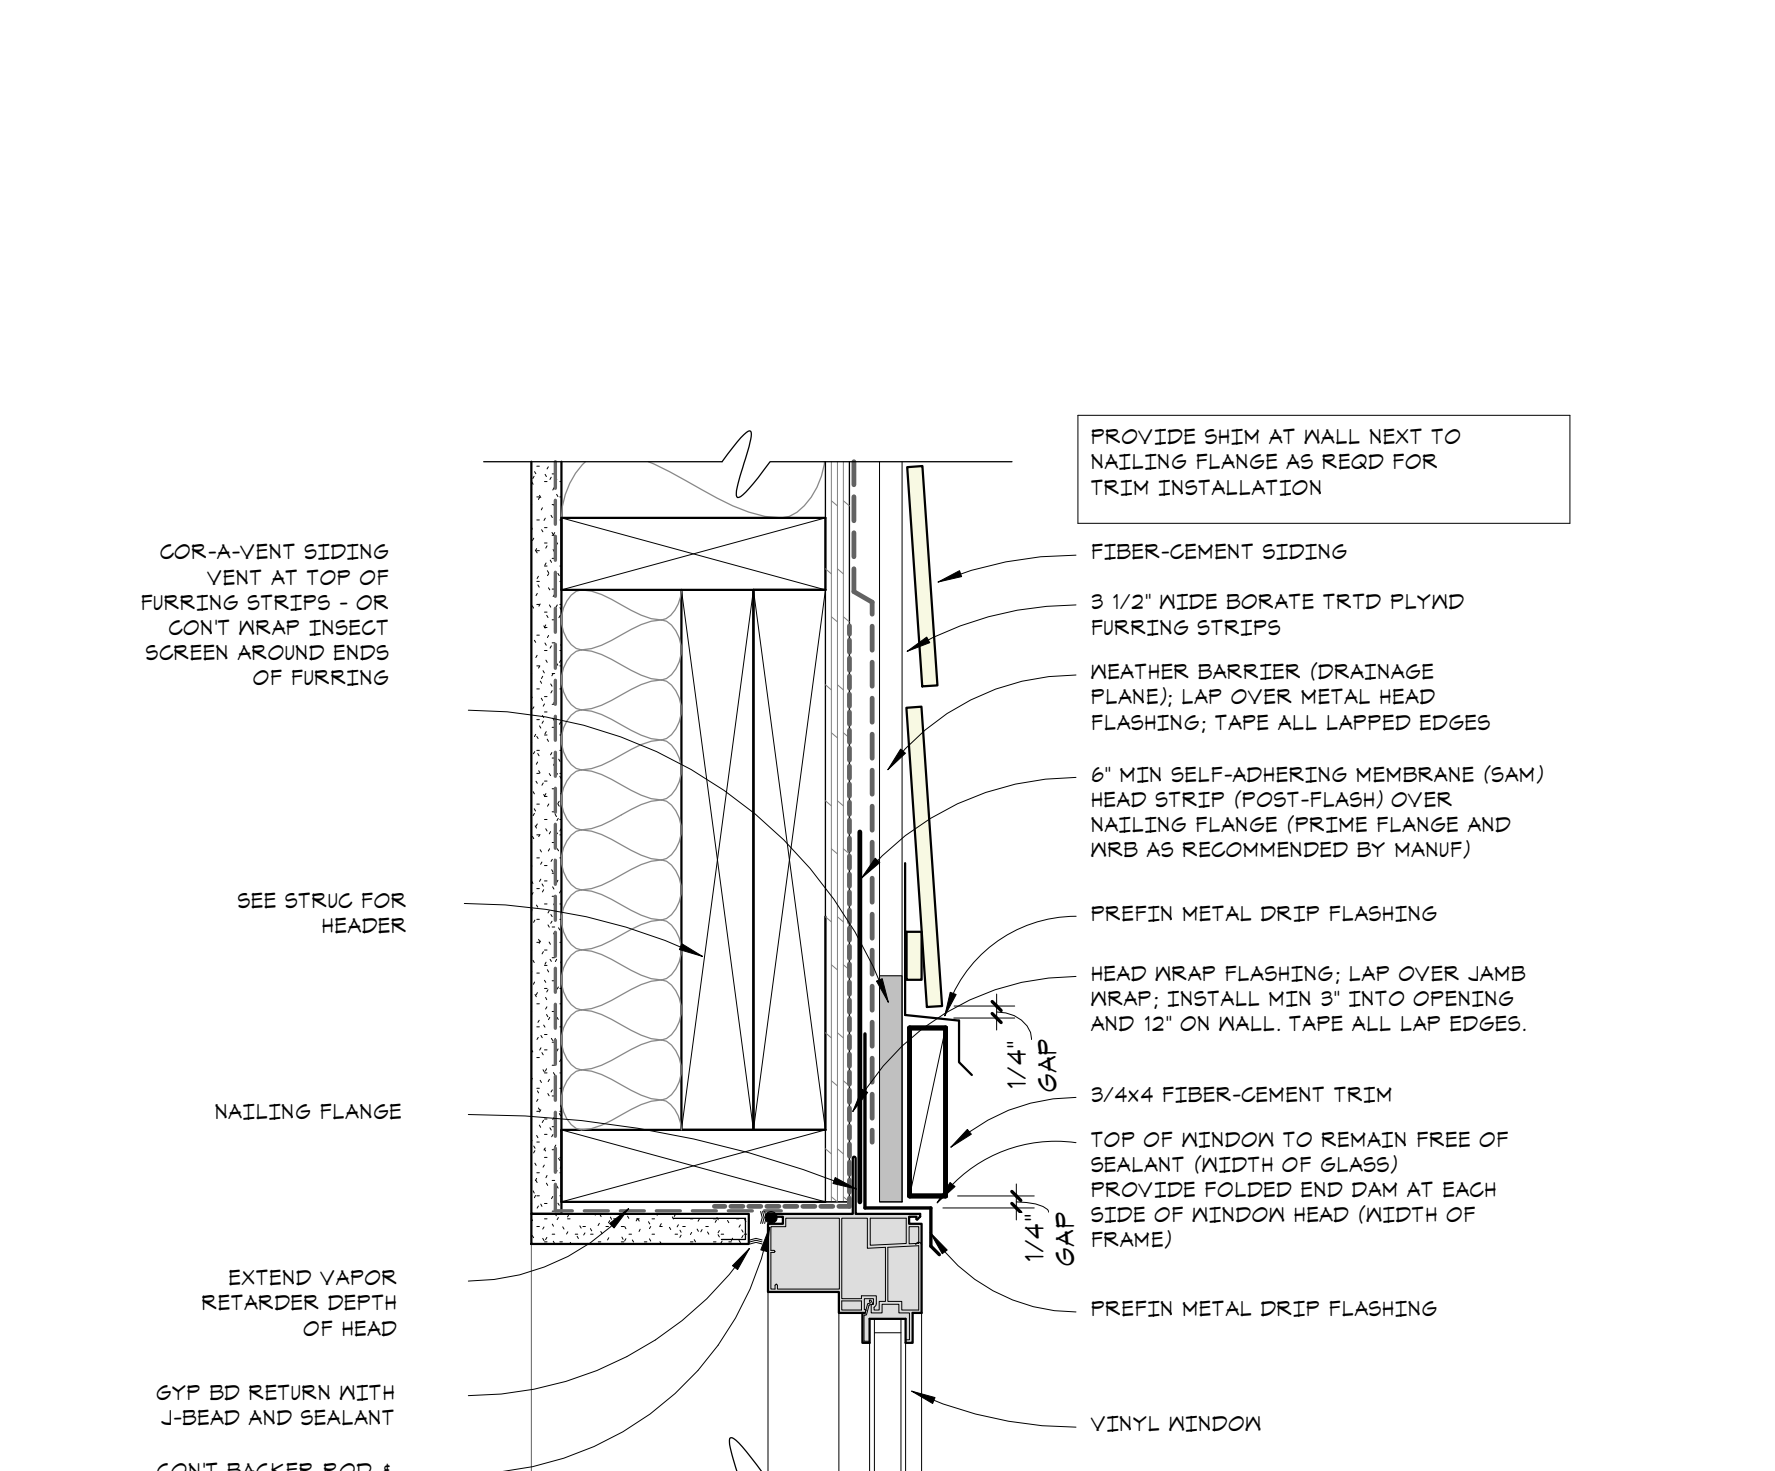 PROVIDE SHIM AT WALL NEXT TO
NAILING FLANGE AS REQD FOR
TRIM INSTALLATION
COR-A-VENT SIDING
VENT AT TOP OF
FURRING STRIPS - OR
CON'T WRAP INSECT
SCREEN AROUND ENDS
OF FURRING
SEE STRUC FOR
HEADER
NAILING FLANGE
EXTEND VAPOR
RETARDER DEPTH
OF HEAD
GYP BD RETURN WITH
J-BEAD AND SEALANT
CON'T BACKER ROD &
FIBER-CEMENT SIDING
3 1/2" WIDE BORATE TRTD PLYWD
FURRING STRIPS
WEATHER BARRIER (DRAINAGE
PLANE); LAP OVER METAL HEAD
FLASHING; TAPE ALL LAPPED EDGES
6" MIN SELF-ADHERING MEMBRANE (SAM)
HEAD STRIP (POST-FLASH) OVER
NAILING FLANGE (PRIME FLANGE AND
WRB AS RECOMMENDED BY MANUF)
PREFIN METAL DRIP FLASHING
HEAD WRAP FLASHING; LAP OVER JAMB
WRAP; INSTALL MIN 3" INTO OPENING
AND 12" ON WALL. TAPE ALL LAP EDGES.
1/4"
GAP
3/4x4 FIBER-CEMENT TRIM
TOP OF WINDOW TO REMAIN FREE OF
SEALANT (WIDTH OF GLASS)
PROVIDE FOLDED END DAM AT EACH
SIDE OF WINDOW HEAD (WIDTH OF
FRAME)
1/4"
GAP
PREFIN METAL DRIP FLASHING
VINYL WINDOW